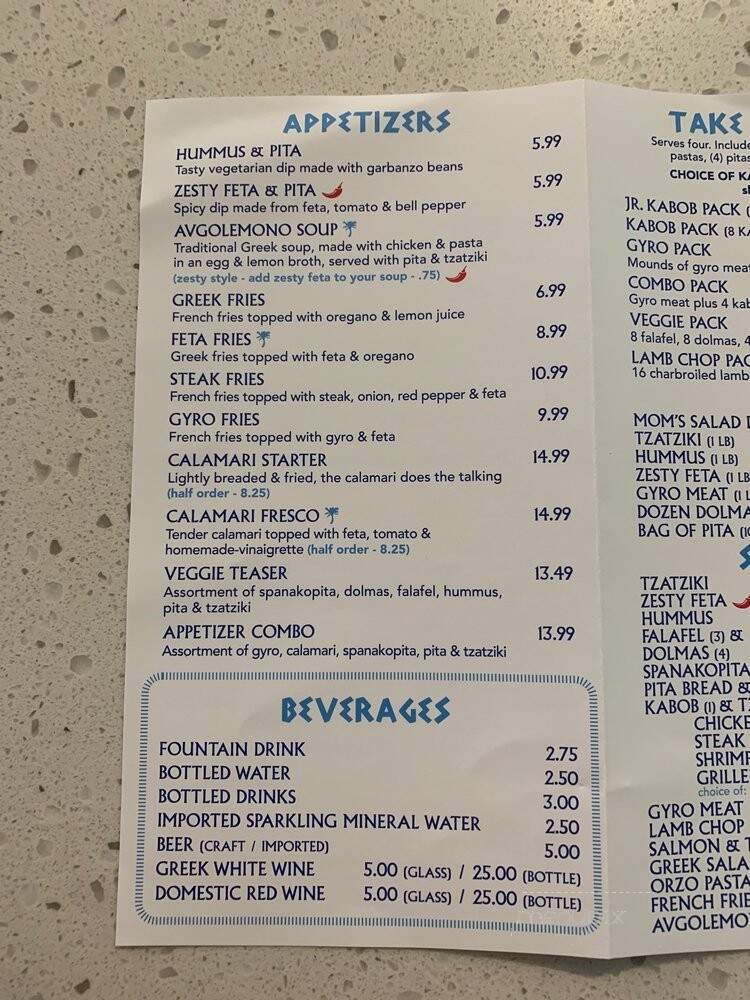 APPETIZERS
HUMMUS & PITA 5.99
Tasty vegetarian dip made with garbanzo beans
ZESTY FETA & PITA 5.99
Spicy dip made from feta, tomato & bell pepper
AVGOLEMONO SOUP 5.99
Traditional Greek soup, made with chicken & pasta
in an egg & lemon broth, served with pita & tzatziki
(zesty style - add zesty feta to your soup - .75)
GREEK FRIES 6.99
French fries topped with oregano & lemon juice
FETA FRIES 8.99
Greek fries topped with feta & oregano
STEAK FRIES 10.99
French fries topped with steak, onion, red pepper & feta
GYRO FRIES 9.99
French fries topped with gyro & feta
CALAMARI STARTER 14.99
Lightly breaded & fried, the calamari does the talking
(half order - 8.25)
CALAMARI FRESCO 14.99
Tender calamari topped with feta, tomato &
homemade-vinaigrette (half order - 8.25)
VEGGIE TEASER 13.49
Assortment of spanakopita, dolmas, falafel, hummus,
pita & tzatziki
APPETIZER COMBO 13.99
Assortment of gyro, calamari, spanakopita, pita & tzatziki
BEVERAGES
FOUNTAIN DRINK 2.75
BOTTLED WATER 2.50
BOTTLED DRINKS 3.00
IMPORTED SPARKLING MINERAL WATER 2.50
BEER (CRAFT / IMPORTED) 5.00
GREEK WHITE WINE 5.00 (GLASS) / 25.00 (BOTTLE)
DOMESTIC RED WINE 5.00 (GLASS) / 25.00 (BOTTLE)
TAKE
Serves four. Include
pastas, (4) pitas
CHOICE OF KA
JR. KABOB PACK (
KABOB PACK (8 KA
GYRO PACK
Mounds of gyro meat
COMBO PACK
Gyro meat plus 4 kab
VEGGIE PACK
8 falafel, 8 dolmas, 4
LAMB CHOP PAC
16 charbroiled lamb
MOM'S SALAD D
TZATZIKI (1 LB)
HUMMUS (1 LB)
ZESTY FETA (1 LB
GYRO MEAT (1 L
DOZEN DOLMA
BAG OF PITA (10
S
TZATZIKI
ZESTY FETA
HUMMUS
FALAFEL (3) &
DOLMAS (4)
SPANAKOPITA
PITA BREAD &
KABOB (1) & TZ
CHICKE
STEAK
SHRIMP
GRILLE
choice of:
GYRO MEAT
LAMB CHOP
SALMON & T
GREEK SALA
ORZO PASTA
FRENCH FRIE
AVGOLEMO